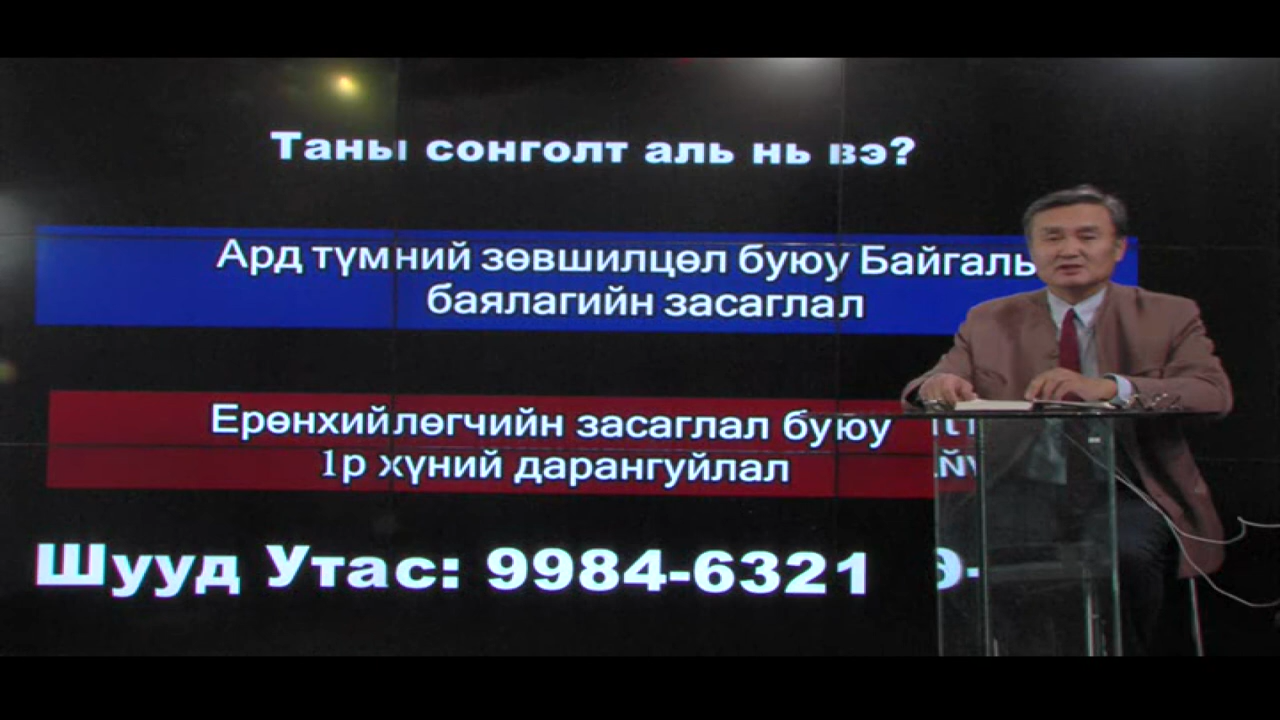 Таны сонголт аль нь вэ?
Ард түмний зөвшилцөл буюу Байгаль
баялагийн засаглал
Ерөнхийлөгчийн засаглал буюу
1р хүний дарангуйлал
Шууд Утас: 9984-6321